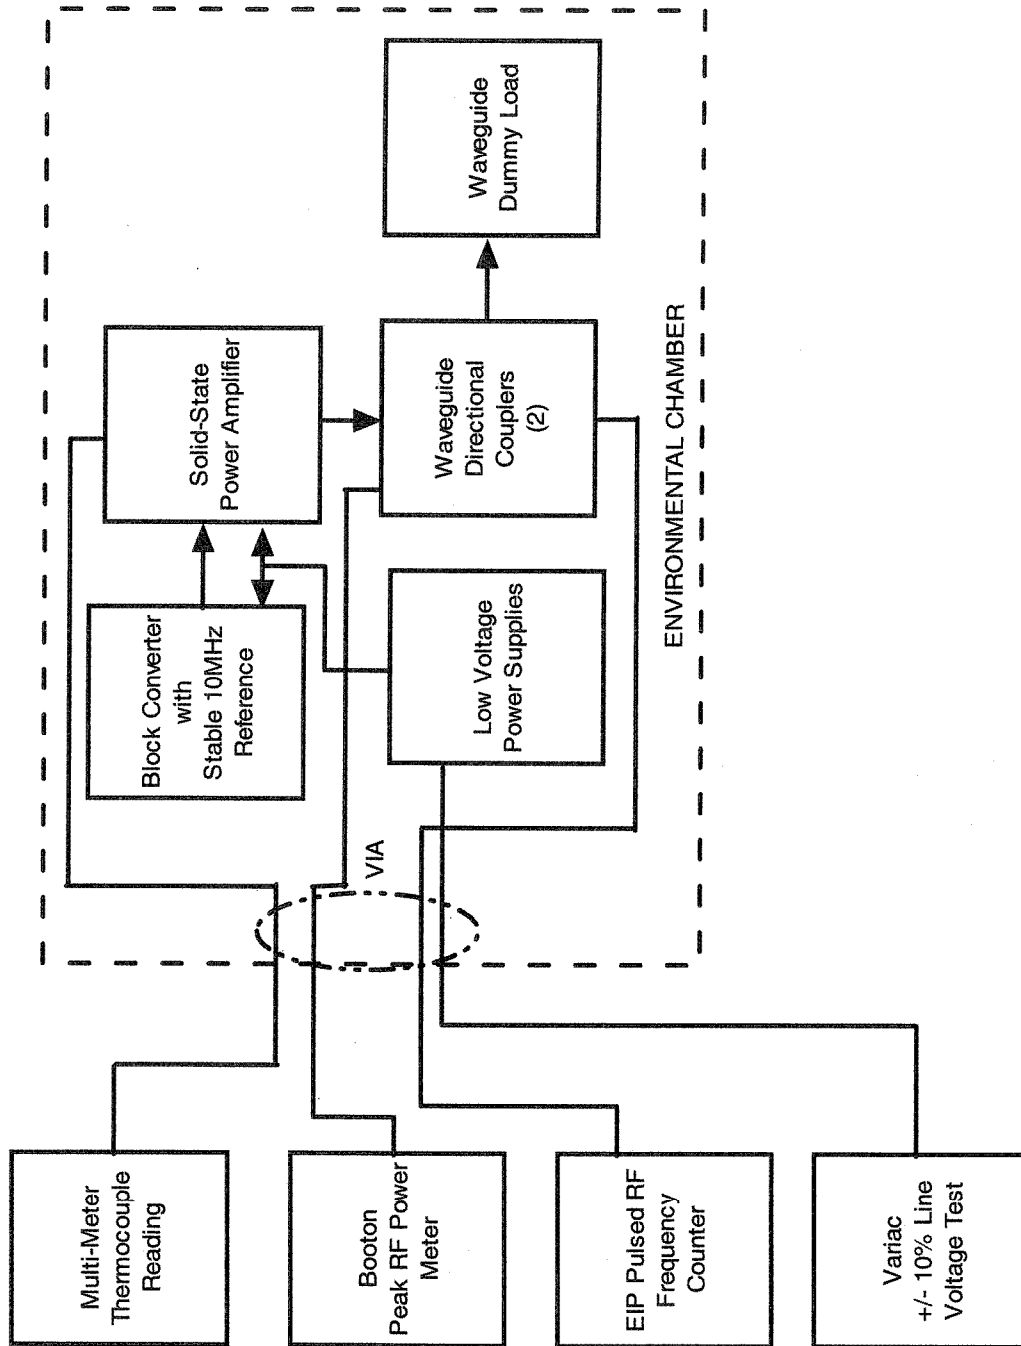 Multi-Meter
Thermocouple
Reading
Booton
Peak RF Power
Meter
EIP Pulsed RF
Frequency
Counter
Variac
+/- 10% Line
Voltage Test
VIA
Block Converter
with
Stable 10MHz
Reference
Low Voltage
Power Supplies
Solid-State
Power Amplifier
Waveguide
Directional
Couplers
(2)
Waveguide
Dummy Load
ENVIRONMENTAL CHAMBER